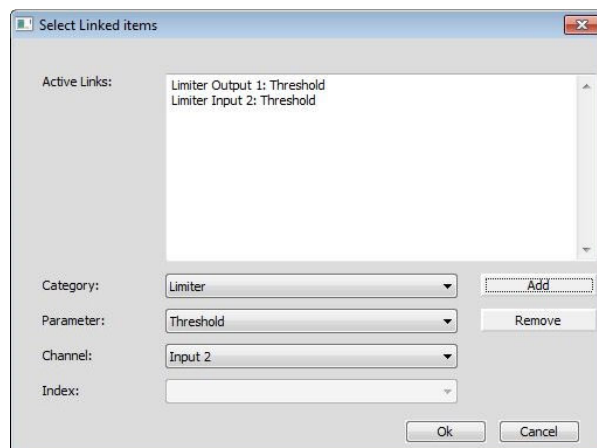 Select Linked items
Active Links:
Limiter Output 1: Threshold
Limiter Input 2: Threshold
Category:
Limiter
Add
Parameter:
Threshold
Remove
Channel:
Input 2
Index:
Ok
Cancel